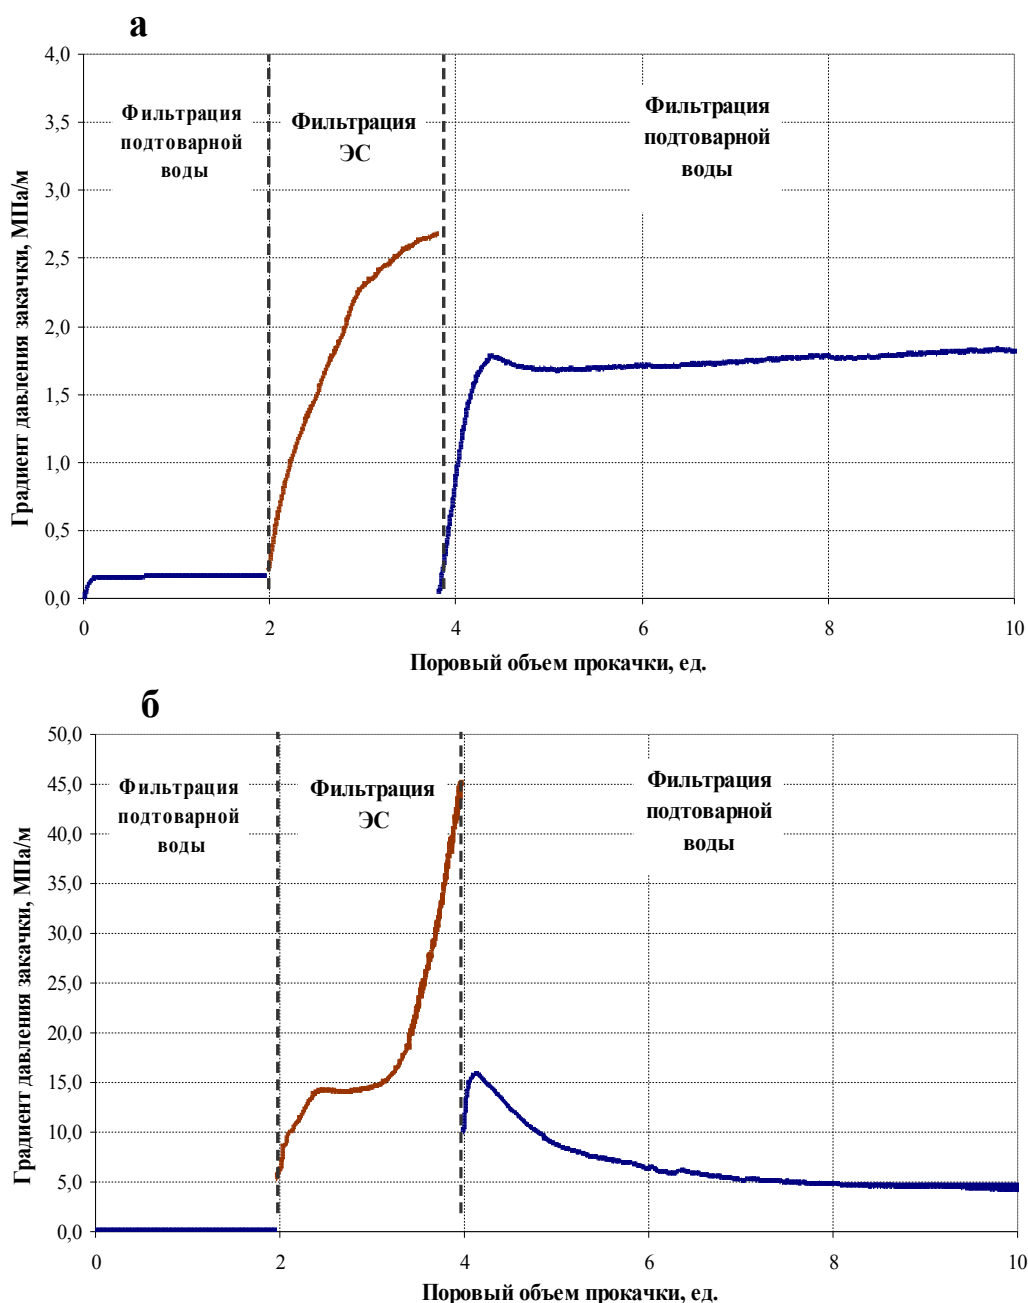 а
4,0
3,5
3,0
2,5
2,0
1,5
1,0
0,5
0,0
Градиент давления закачки, МПа/м
Фильтрация
подтоварной
воды
Фильтрация
ЭС
Фильтрация
подтоварной
воды
0
2
4
6
8
10
Поровый объем прокачки, ед.
б
50,0
45,0
40,0
35,0
30,0
25,0
20,0
15,0
10,0
5,0
0,0
Градиент давления закачки, МПа/м
Фильтрация
подтоварной
воды
Фильтрация
ЭС
Фильтрация
подтоварной
воды
0
2
4
6
8
10
Поровый объем прокачки, ед.